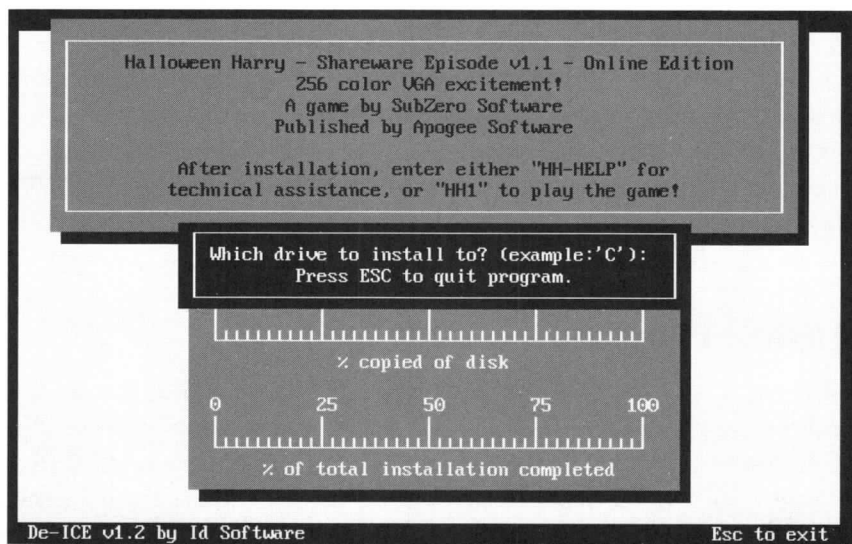 Halloween Harry - Shareware Episode v1.1 - Online Edition
256 color VGA excitement!
A game by SubZero Software
Published by Apogee Software
After installation, enter either "HH-HELP" for
technical assistance, or "HH1" to play the game!
Which drive to install to? (example:'C'):
Press ESC to quit program.
% copied of disk
0 25 50 75 100
% of total installation completed
De-ICE v1.2 by Id Software Esc to exit